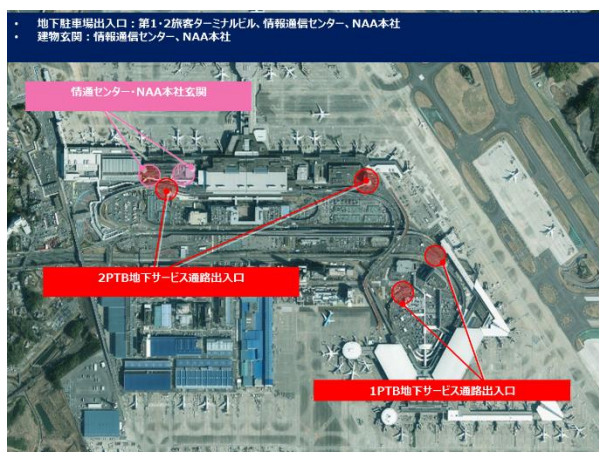 • 地下駐車場出入口：第1・2旅客ターミナルビル、情報通信センター、NAA本社
• 建物玄関：情報通信センター、NAA本社
情通センター・NAA本社玄関
2PTB地下サービス通路出入口
1PTB地下サービス通路出入口